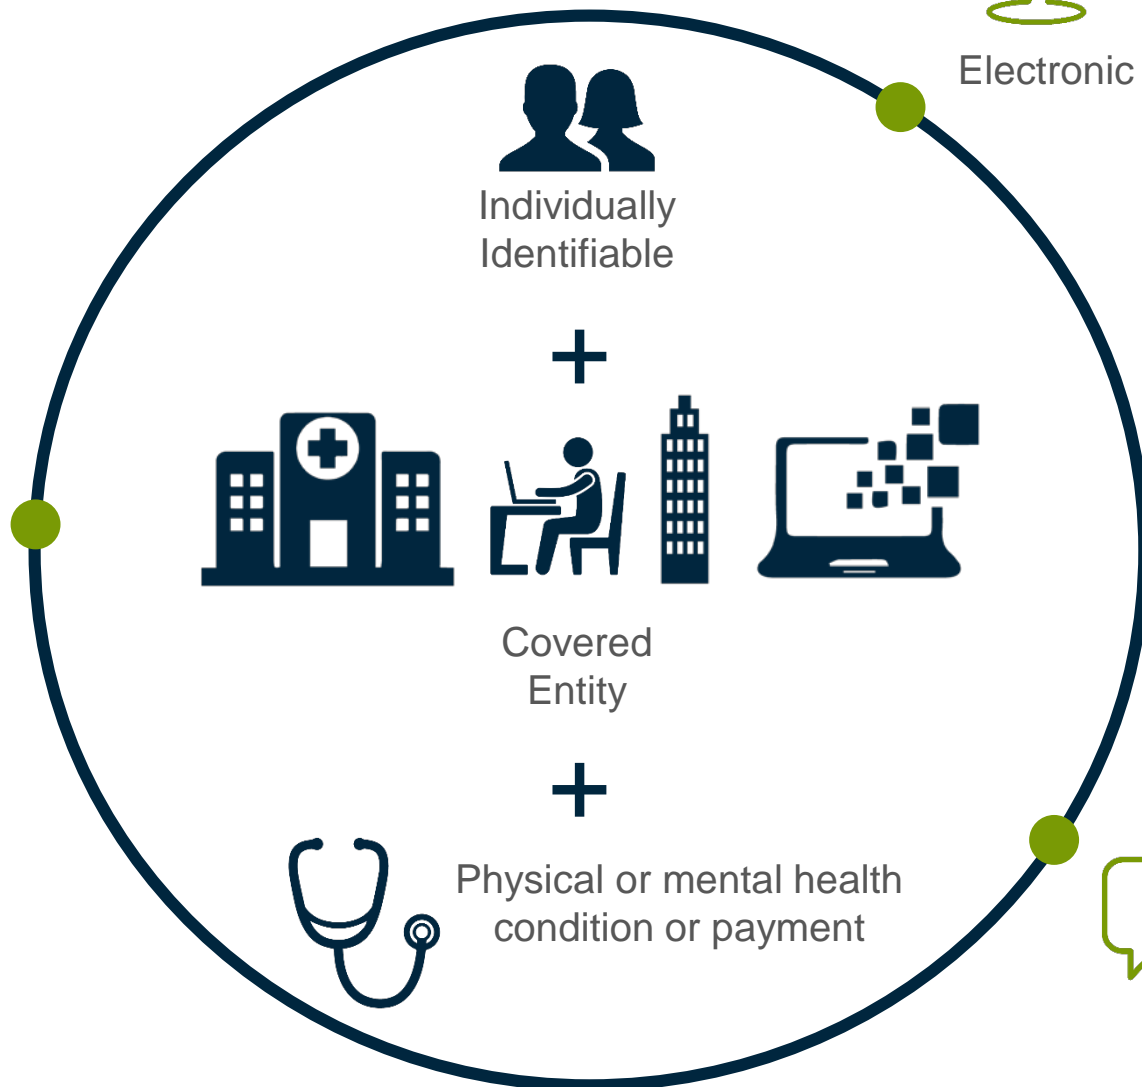 Electronic
Individually
Identifiable
+
Covered
Entity
+
Physical or mental health
condition or payment